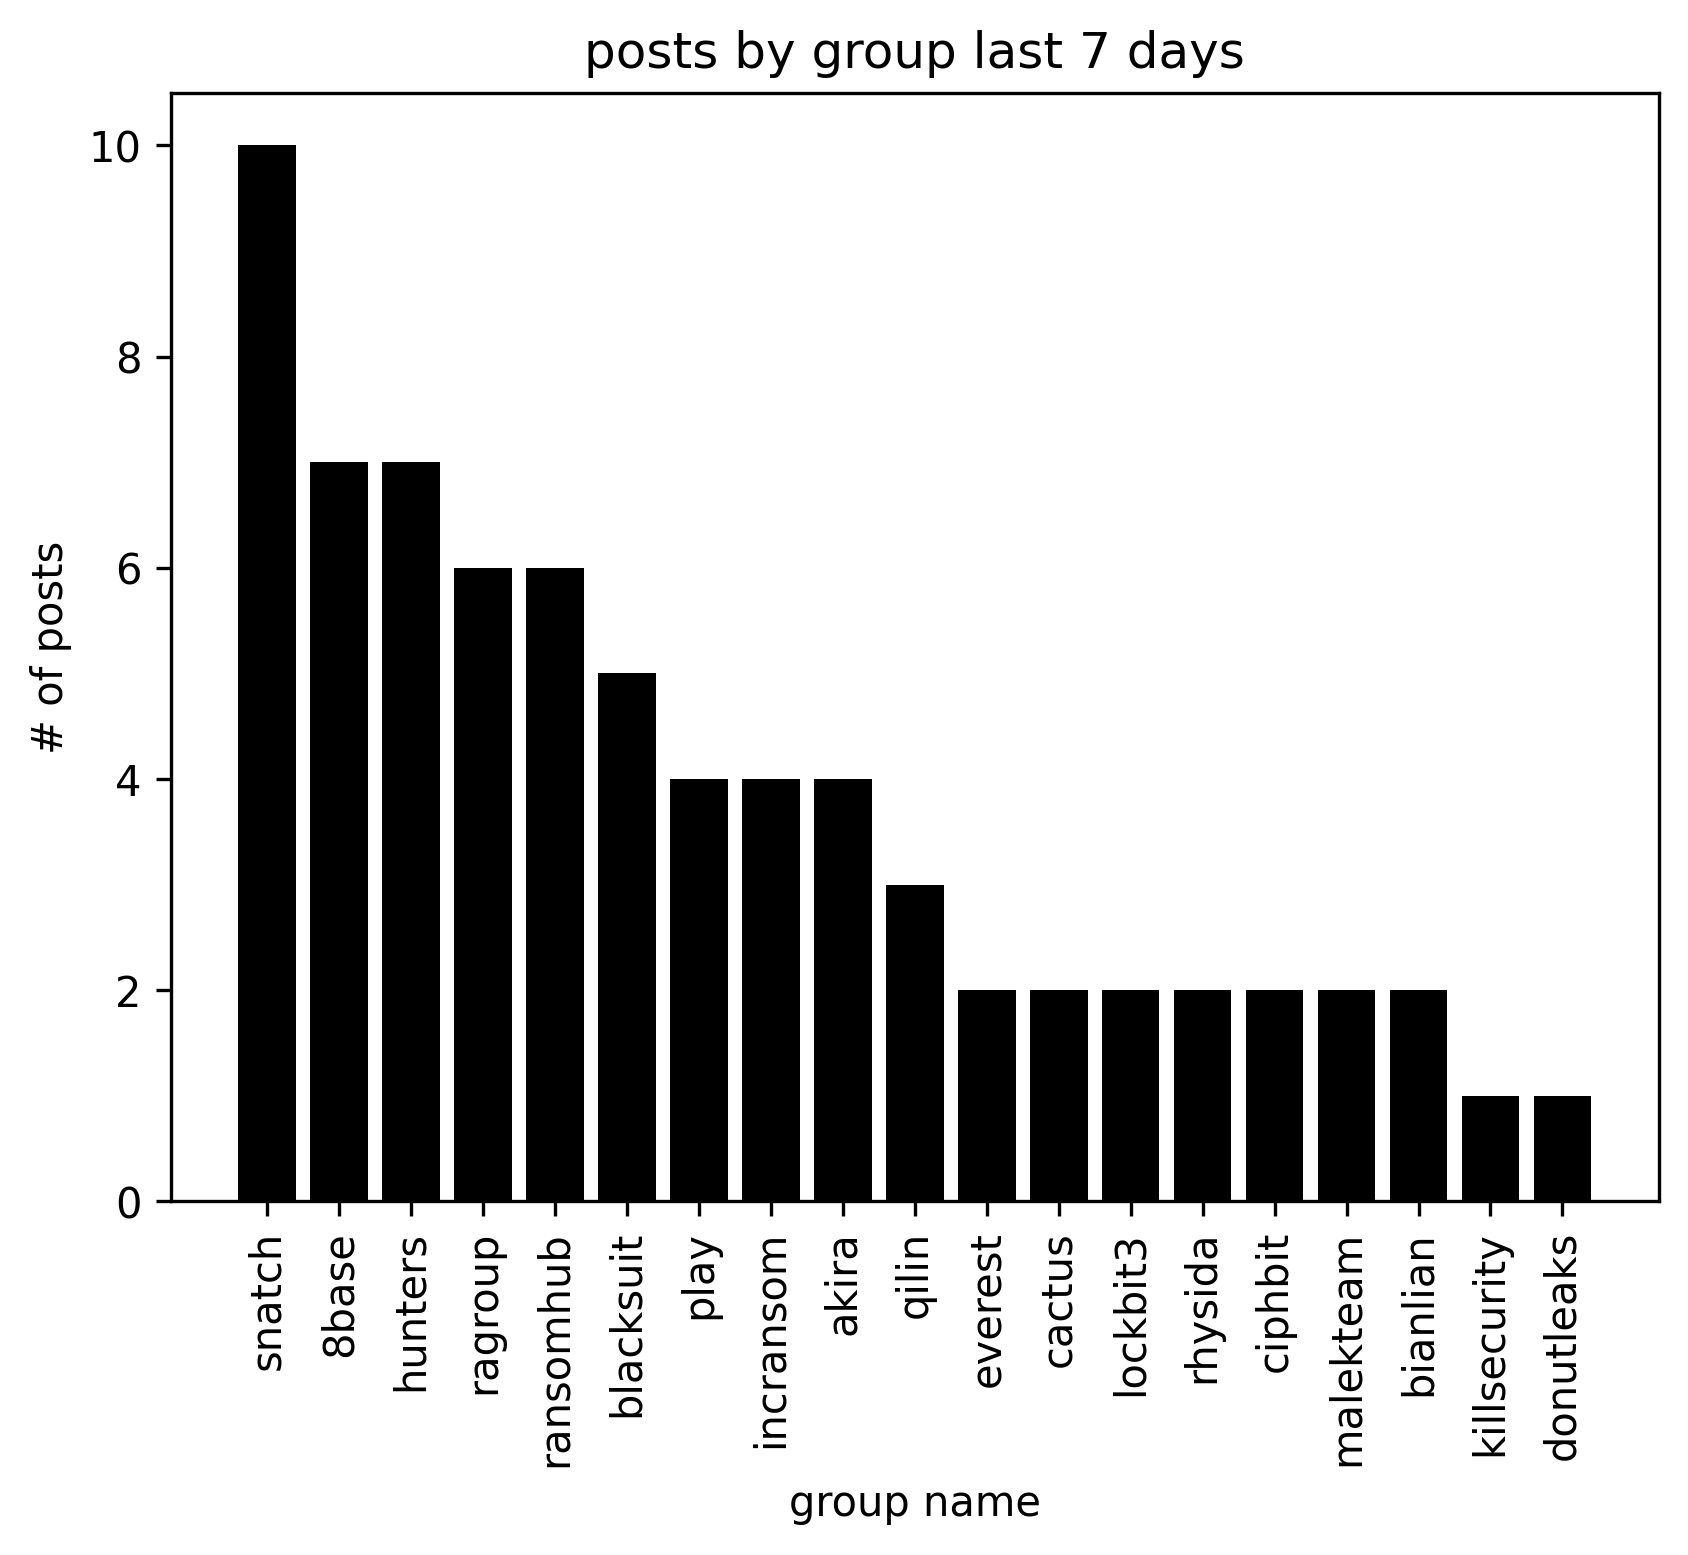 posts by group last 7 days
10
8
6
4
2
0
# of posts
snatch
8base
hunters
ragroup
ransomhub
blacksuit
play
incransom
akira
qilin
everest
cactus
lockbit3
rhysida
ciphbit
malekteam
bianlian
killsecurity
donutleaks
group name